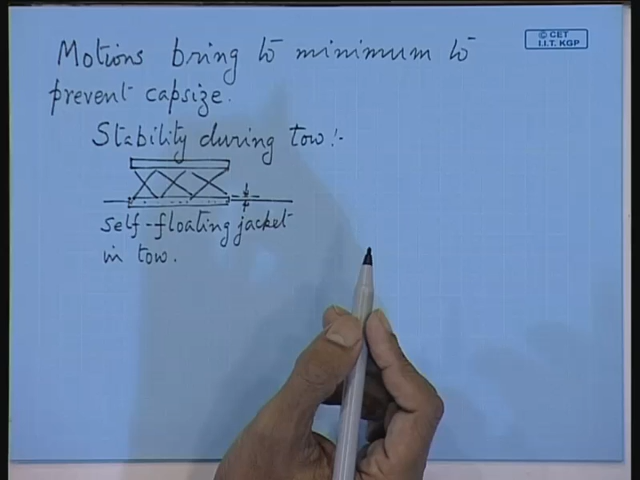 © CET
I.I.T. KGP
Motions bring to minimum to
prevent capsize.
Stability during tow:-
self-floating jacket
in tow.